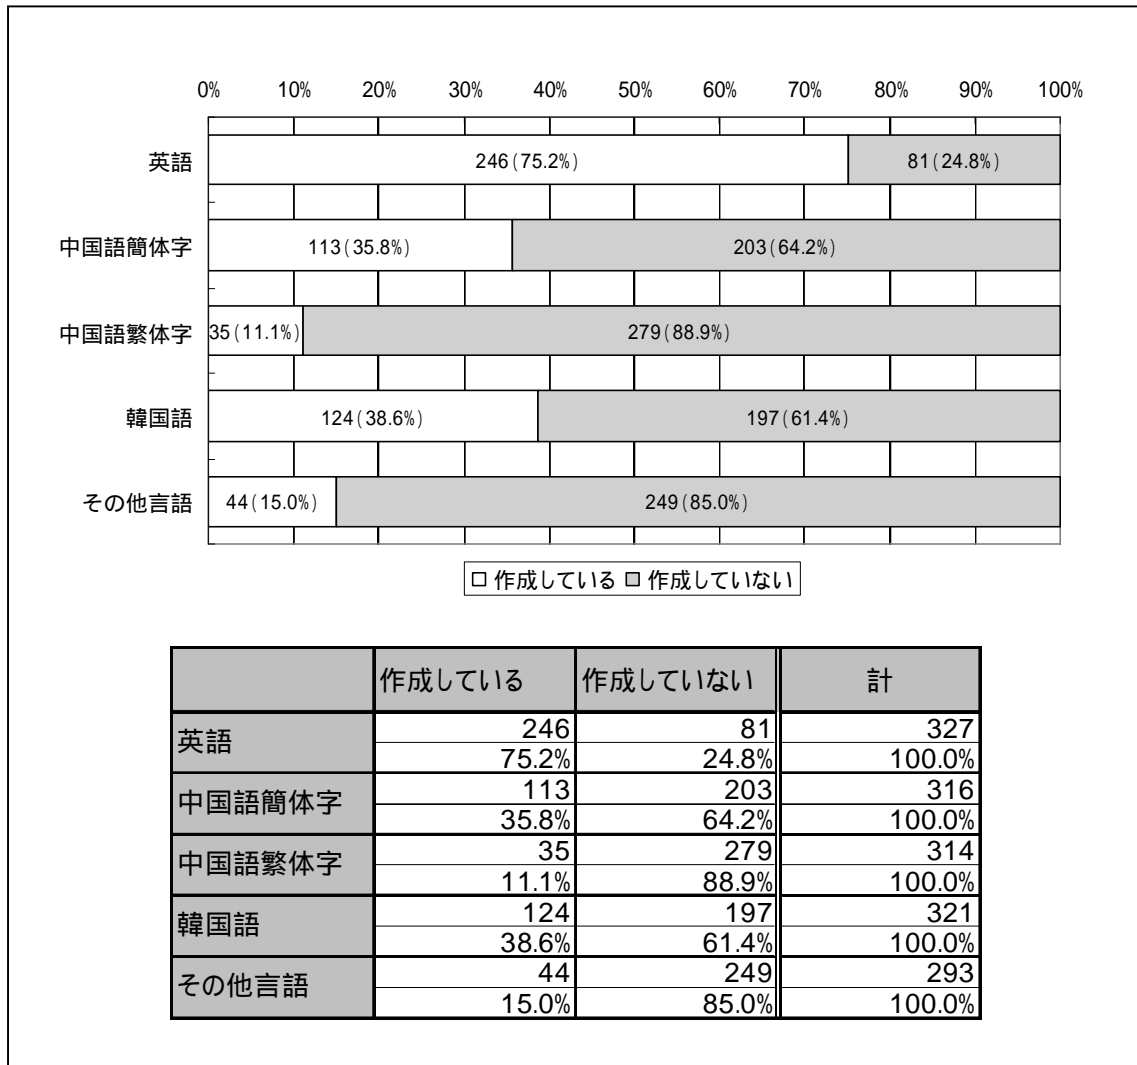 0% 10% 20% 30% 40% 50% 60% 70% 80% 90% 100%
英語 246(75.2%) 81(24.8%)
中国語簡体字 113(35.8%) 203(64.2%)
中国語繁体字 35(11.1%) 279(88.9%)
韓国語 124(38.6%) 197(61.4%)
その他言語 44(15.0%) 249(85.0%)
作成している 作成していない
作成している 作成していない 計
英語 246 81 327
75.2% 24.8% 100.0%
中国語簡体字 113 203 316
35.8% 64.2% 100.0%
中国語繁体字 35 279 314
11.1% 88.9% 100.0%
韓国語 124 197 321
38.6% 61.4% 100.0%
その他言語 44 249 293
15.0% 85.0% 100.0%